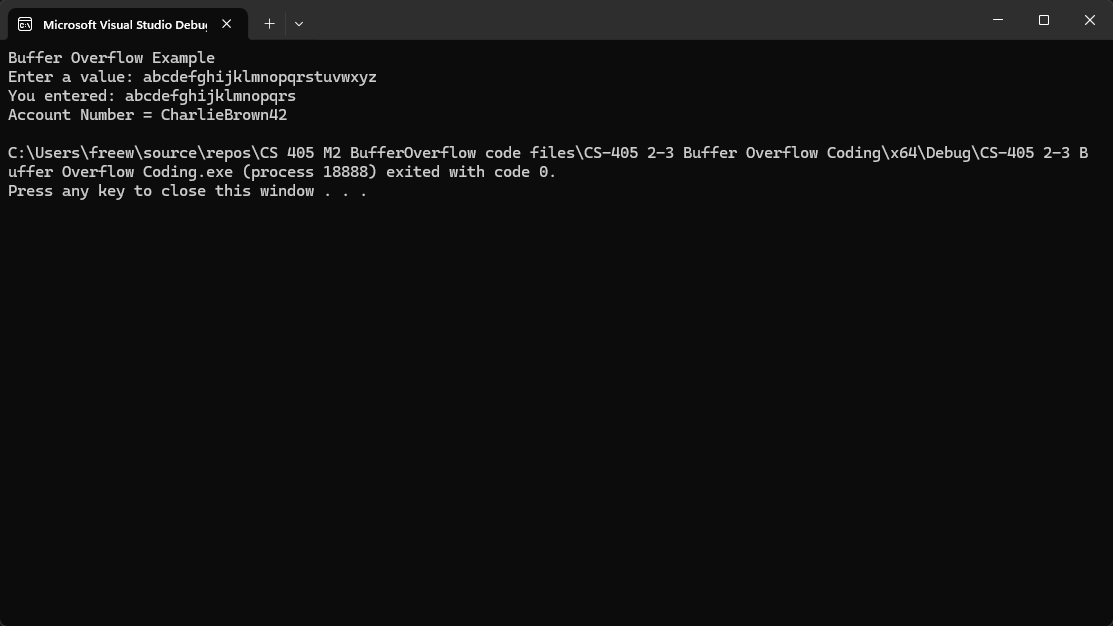 Microsoft Visual Studio Debu
Buffer Overflow Example
Enter a value: abcdefghijklmnopqrstuvwxyz
You entered: abcdefghijklmnopqrs
Account Number = CharlieBrown42
C:\Users\freew\source\repos\CS 405 M2 BufferOverflow code files\CS-405 2-3 Buffer Overflow Coding\x64\Debug\CS-405 2-3 B
uffer Overflow Coding.exe (process 18888) exited with code 0.
Press any key to close this window . . .